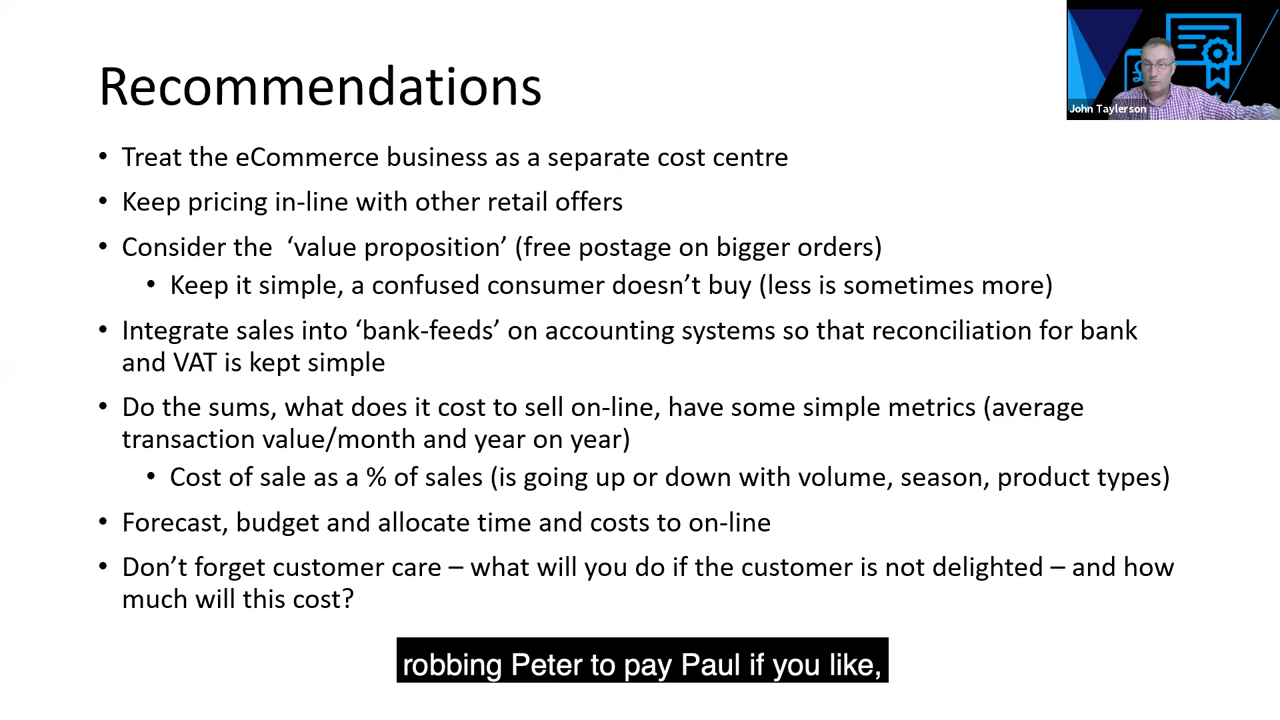 Recommendations
John Taylerson
• Treat the eCommerce business as a separate cost centre
• Keep pricing in-line with other retail offers
• Consider the ‘value proposition’ (free postage on bigger orders)
• Keep it simple, a confused consumer doesn’t buy (less is sometimes more)
• Integrate sales into ‘bank-feeds’ on accounting systems so that reconciliation for bank
and VAT is kept simple
• Do the sums, what does it cost to sell on-line, have some simple metrics (average
transaction value/month and year on year)
• Cost of sale as a % of sales (is going up or down with volume, season, product types)
• Forecast, budget and allocate time and costs to on-line
• Don’t forget customer care – what will you do if the customer is not delighted – and how
much will this cost?
robbing Peter to pay Paul if you like,